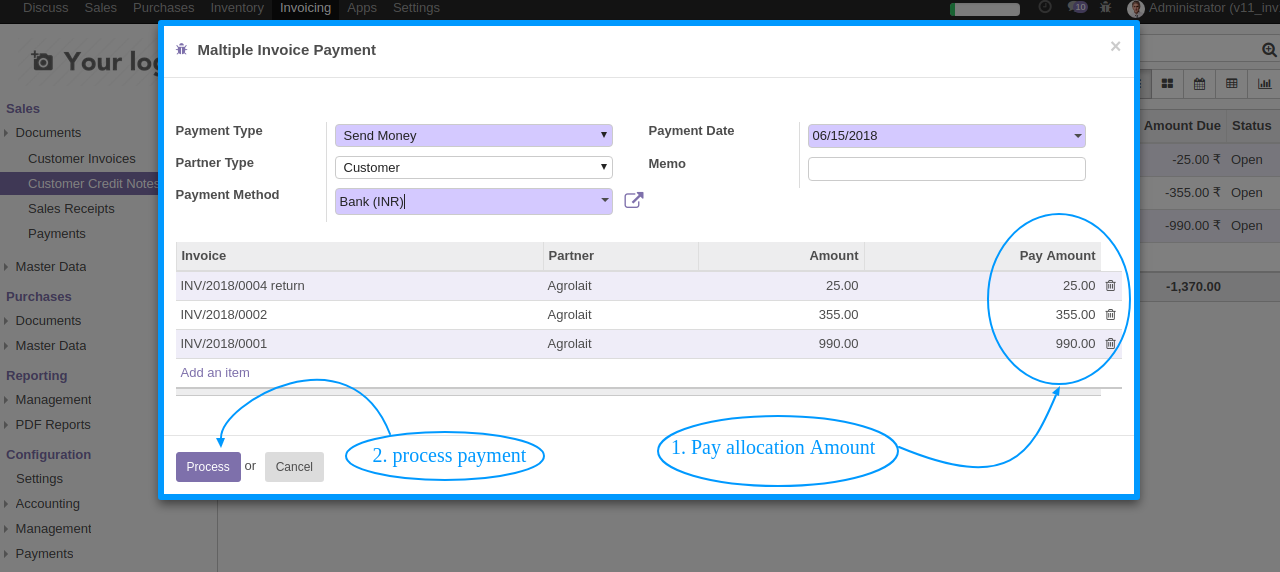 Discuss Sales Purchases Inventory Invoicing Apps Settings 10 Administrator (v11_inv
Your log
Maltiple Invoice Payment ×
Sales
Documents
Customer Invoices
Customer Credit Notes
Sales Receipts
Payments
Master Data
Purchases
Documents
Master Data
Reporting
Management
PDF Reports
Configuration
Settings
Accounting
Management
Payments
Payment Type Send Money
Partner Type Customer
Payment Method Bank (INR)
Payment Date 06/15/2018
Memo
Invoice Partner Amount Pay Amount
INV/2018/0004 return Agrolait 25.00 25.00
INV/2018/0002 Agrolait 355.00 355.00
INV/2018/0001 Agrolait 990.00 990.00
Add an item
1. Pay allocation Amount
2. process payment
Process or Cancel
Amount Due Status
-25.00 ₹ Open
-355.00 ₹ Open
-990.00 ₹ Open
-1,370.00